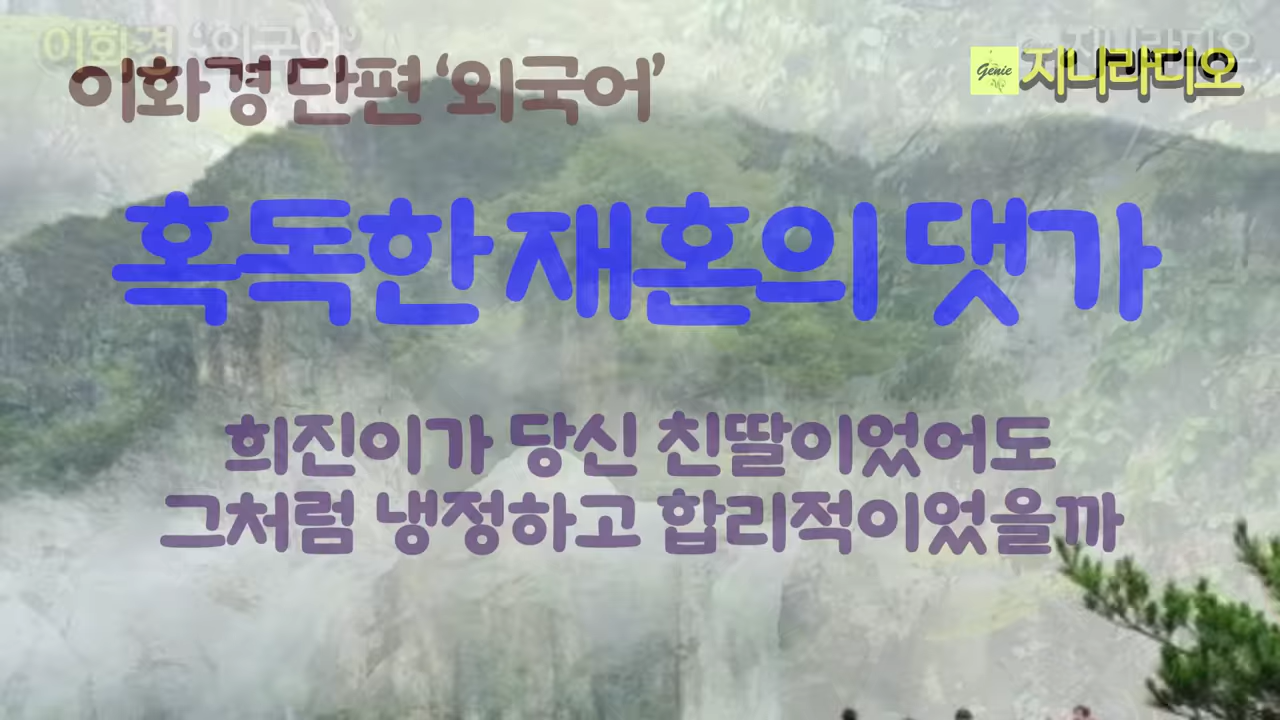 이화경 단편 ‘외국어’
Genie 지니라디오
혹독한 재혼의 댓가
희진이가 당신 친딸이었어도
그처럼 냉정하고 합리적이었을까